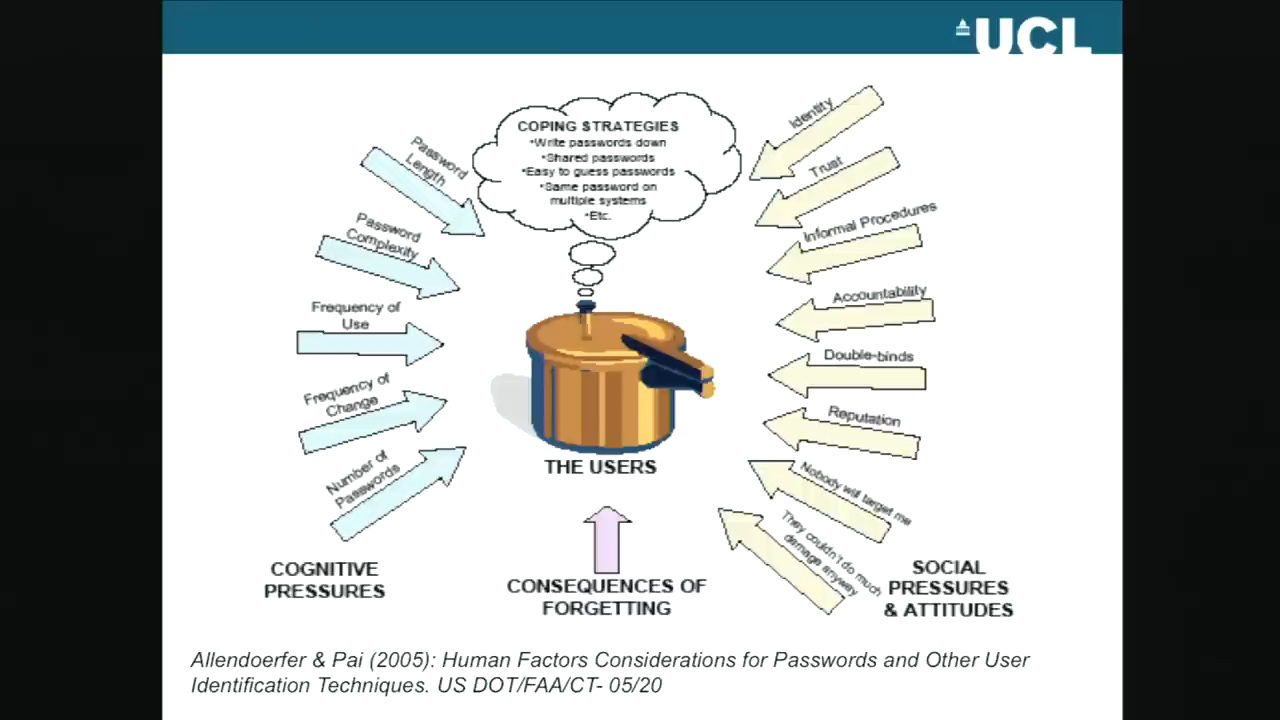 UCL
COPING STRATEGIES
•Write passwords down
•Shared passwords
•Easy to guess passwords
•Same password on
multiple systems
•Etc.
Password
Length
Password
Complexity
Frequency of
Use
Frequency of
Change
Number of
Passwords
COGNITIVE
PRESSURES
THE USERS
CONSEQUENCES OF
FORGETTING
Identity
Trust
Informal Procedures
Accountability
Double-binds
Reputation
Nobody will target me
They couldn't do much
damage anyway
SOCIAL
PRESSURES
& ATTITUDES
Allendoerfer & Pai (2005): Human Factors Considerations for Passwords and Other User
Identification Techniques. US DOT/FAA/CT- 05/20